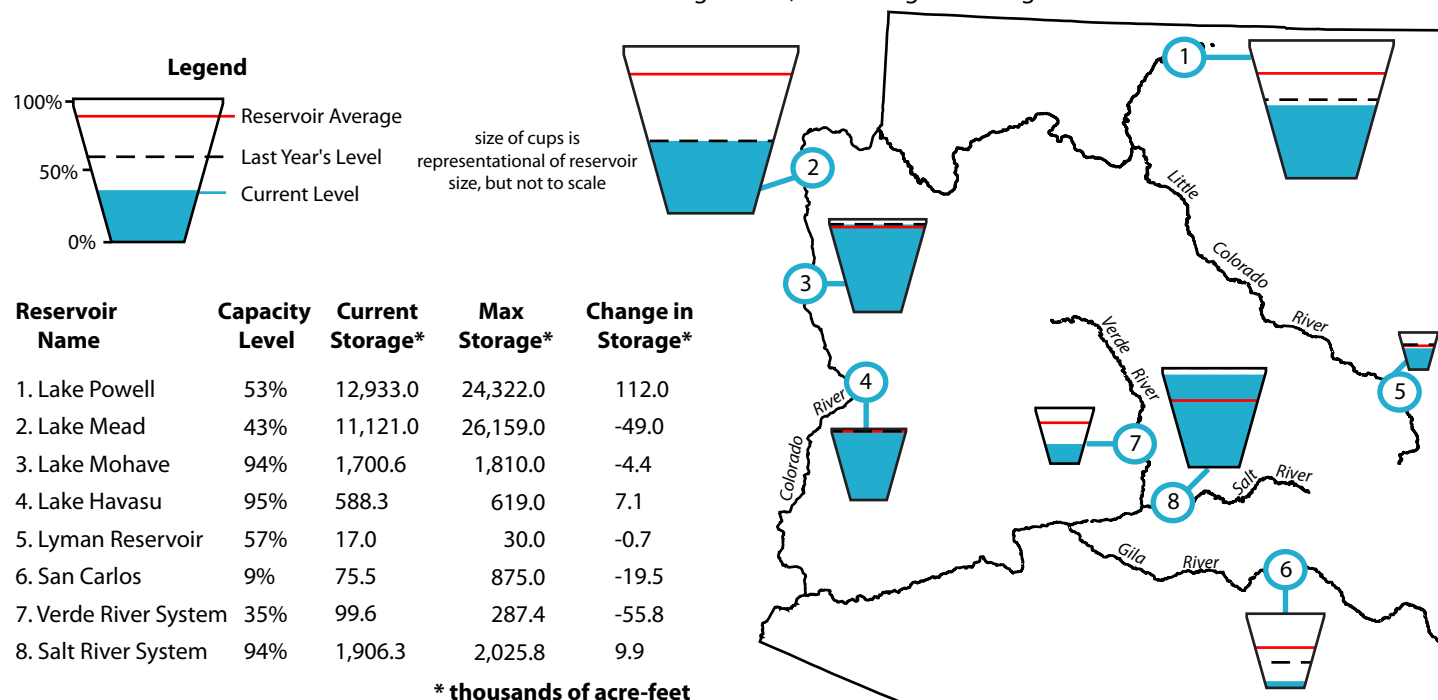 Legend
100%
50%
0%
Reservoir Average
Last Year's Level
Current Level
size of cups is
representational of reservoir
size, but not to scale
Reservoir Name Capacity Level Current Storage* Max Storage* Change in Storage*
1. Lake Powell 53% 12,933.0 24,322.0 112.0
2. Lake Mead 43% 11,121.0 26,159.0 -49.0
3. Lake Mohave 94% 1,700.6 1,810.0 -4.4
4. Lake Havasu 95% 588.3 619.0 7.1
5. Lyman Reservoir 57% 17.0 30.0 -0.7
6. San Carlos 9% 75.5 875.0 -19.5
7. Verde River System 35% 99.6 287.4 -55.8
8. Salt River System 94% 1,906.3 2,025.8 9.9
* thousands of acre-feet
1
2
3
4
5
6
7
8
Little
Colorado
River
Verde
River
Colorado
River
Salt
River
Gila
River